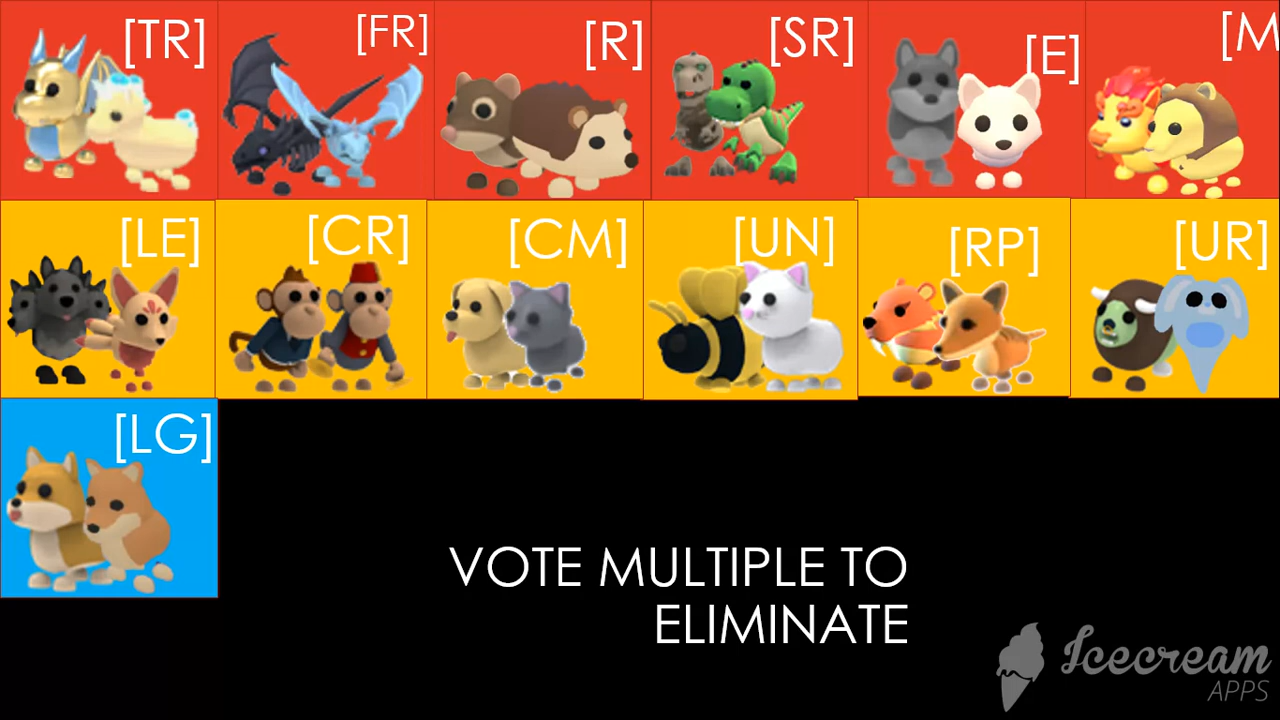 [TR] [FR] [R] [SR] [E] [M
[LE] [CR] [CM] [UN] [RP] [UR]
[LG]
VOTE MULTIPLE TO
ELIMINATE
Icecream
APPS